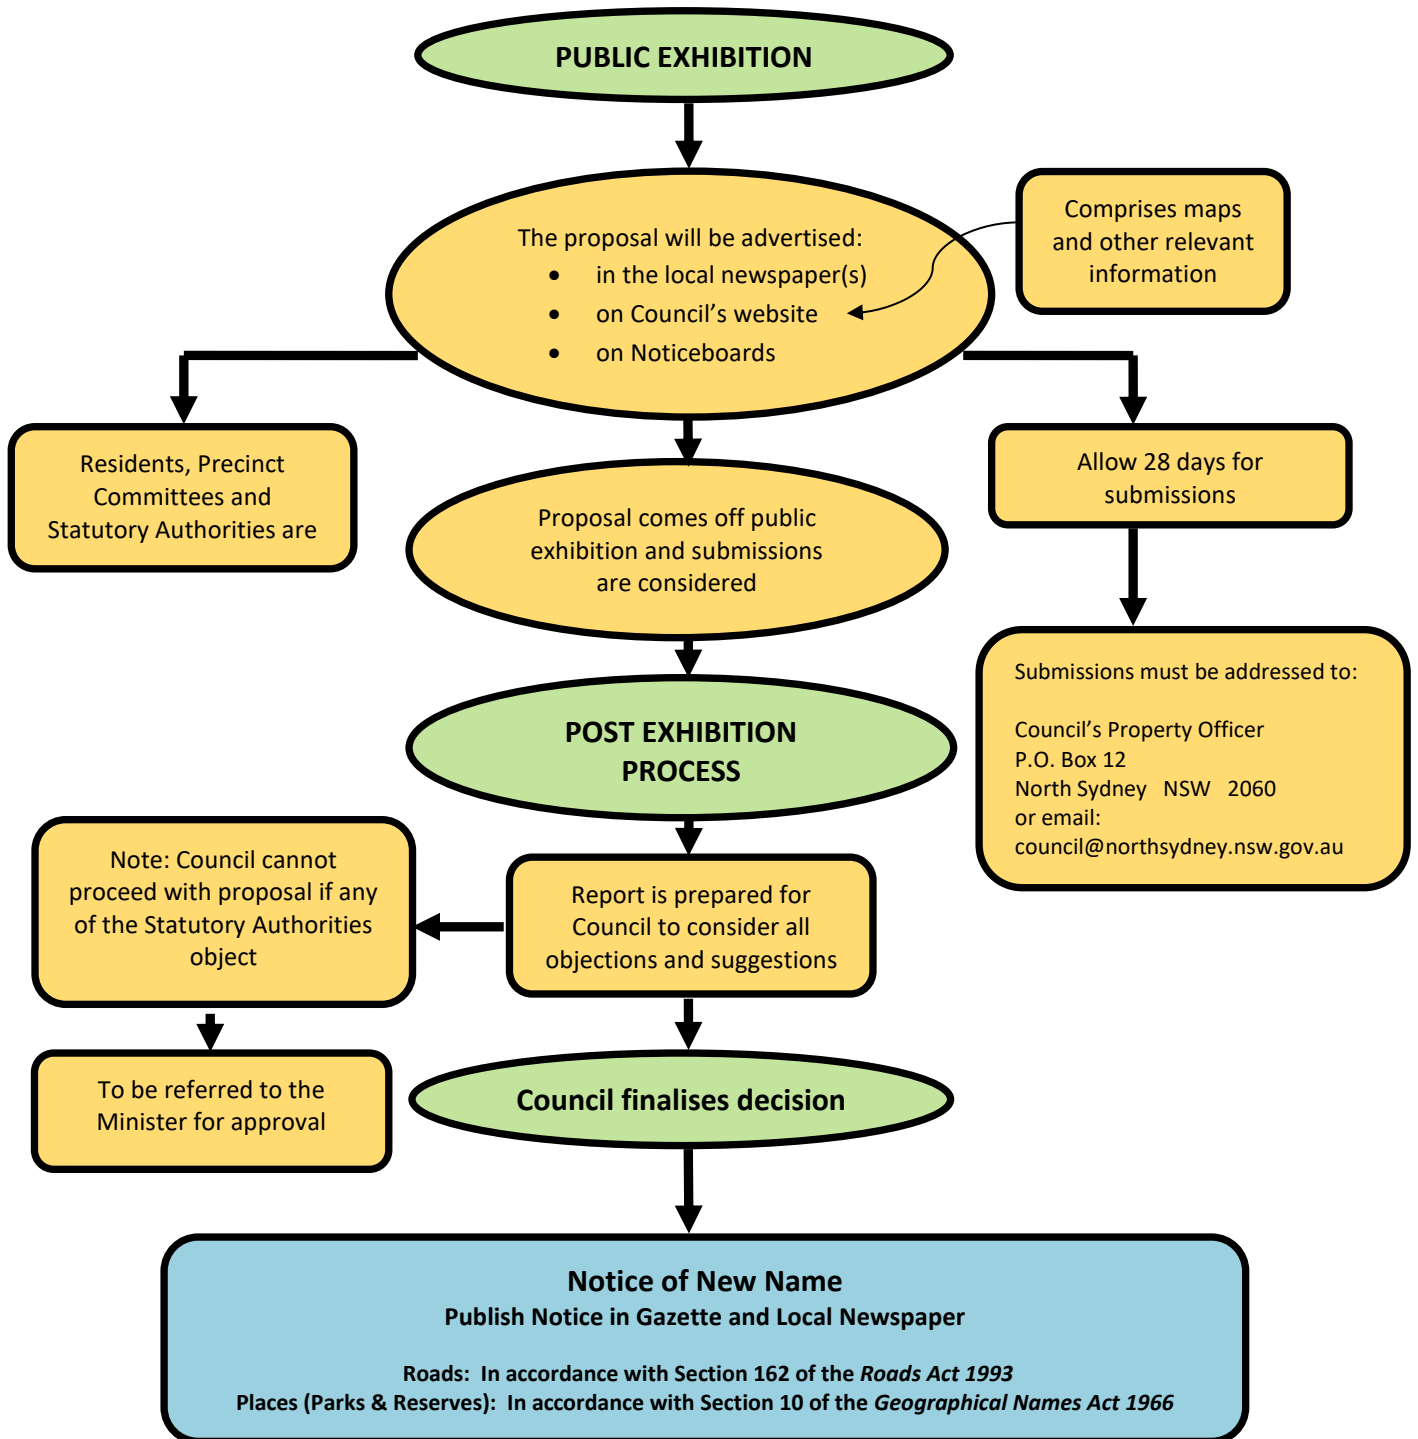 PUBLIC EXHIBITION
The proposal will be advertised:
• in the local newspaper(s)
• on Council’s website
• on Noticeboards
Comprises maps
and other relevant
information
Residents, Precinct
Committees and
Statutory Authorities are
Allow 28 days for
submissions
Proposal comes off public
exhibition and submissions
are considered
Submissions must be addressed to:
Council’s Property Officer
P.O. Box 12
North Sydney NSW 2060
or email:
council@northsydney.nsw.gov.au
POST EXHIBITION
PROCESS
Note: Council cannot
proceed with proposal if any
of the Statutory Authorities
object
Report is prepared for
Council to consider all
objections and suggestions
To be referred to the
Minister for approval
Council finalises decision
Notice of New Name
Publish Notice in Gazette and Local Newspaper
Roads: In accordance with Section 162 of the Roads Act 1993
Places (Parks & Reserves): In accordance with Section 10 of the Geographical Names Act 1966